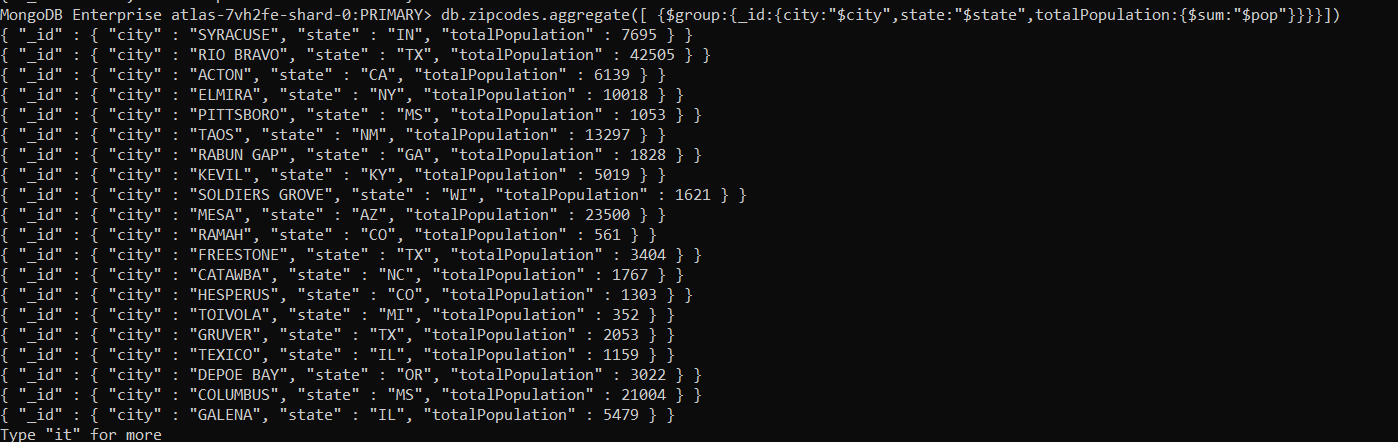 MongoDB Enterprise atlas-7vh2fe-shard-0:PRIMARY> db.zipcodes.aggregate([ {$group:{_id:{city:"$city",state:"$state",totalPopulation:{$sum:"$pop"}}}}])
{ "_id" : { "city" : "SYRACUSE", "state" : "IN", "totalPopulation" : 7695 } }
{ "_id" : { "city" : "RIO BRAVO", "state" : "TX", "totalPopulation" : 42505 } }
{ "_id" : { "city" : "ACTON", "state" : "CA", "totalPopulation" : 6139 } }
{ "_id" : { "city" : "ELMIRA", "state" : "NY", "totalPopulation" : 10018 } }
{ "_id" : { "city" : "PITTSBORO", "state" : "MS", "totalPopulation" : 1053 } }
{ "_id" : { "city" : "TAOS", "state" : "NM", "totalPopulation" : 13297 } }
{ "_id" : { "city" : "RABUN GAP", "state" : "GA", "totalPopulation" : 1828 } }
{ "_id" : { "city" : "KEVIL", "state" : "KY", "totalPopulation" : 5019 } }
{ "_id" : { "city" : "SOLDIERS GROVE", "state" : "WI", "totalPopulation" : 1621 } }
{ "_id" : { "city" : "MESA", "state" : "AZ", "totalPopulation" : 23500 } }
{ "_id" : { "city" : "RAMAH", "state" : "CO", "totalPopulation" : 561 } }
{ "_id" : { "city" : "FREESTONE", "state" : "TX", "totalPopulation" : 3404 } }
{ "_id" : { "city" : "CATAWBA", "state" : "NC", "totalPopulation" : 1767 } }
{ "_id" : { "city" : "HESPERUS", "state" : "CO", "totalPopulation" : 1303 } }
{ "_id" : { "city" : "TOIVOLA", "state" : "MI", "totalPopulation" : 352 } }
{ "_id" : { "city" : "GRUVER", "state" : "TX", "totalPopulation" : 2053 } }
{ "_id" : { "city" : "TEXICO", "state" : "IL", "totalPopulation" : 1159 } }
{ "_id" : { "city" : "DEPOE BAY", "state" : "OR", "totalPopulation" : 3022 } }
{ "_id" : { "city" : "COLUMBUS", "state" : "MS", "totalPopulation" : 21004 } }
{ "_id" : { "city" : "GALENA", "state" : "IL", "totalPopulation" : 5479 } }
Type "it" for more